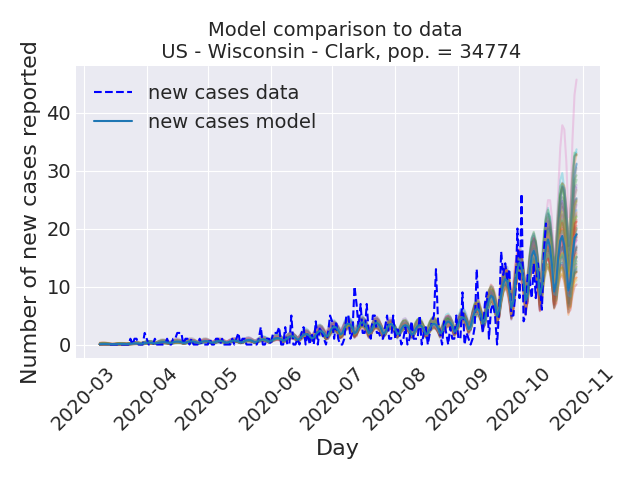 Model comparison to data
US - Wisconsin - Clark, pop. = 34774
Number of new cases reported
new cases data
new cases model
40
30
20
10
0
2020-03
2020-04
2020-05
2020-06
2020-07
2020-08
2020-09
2020-10
2020-11
Day